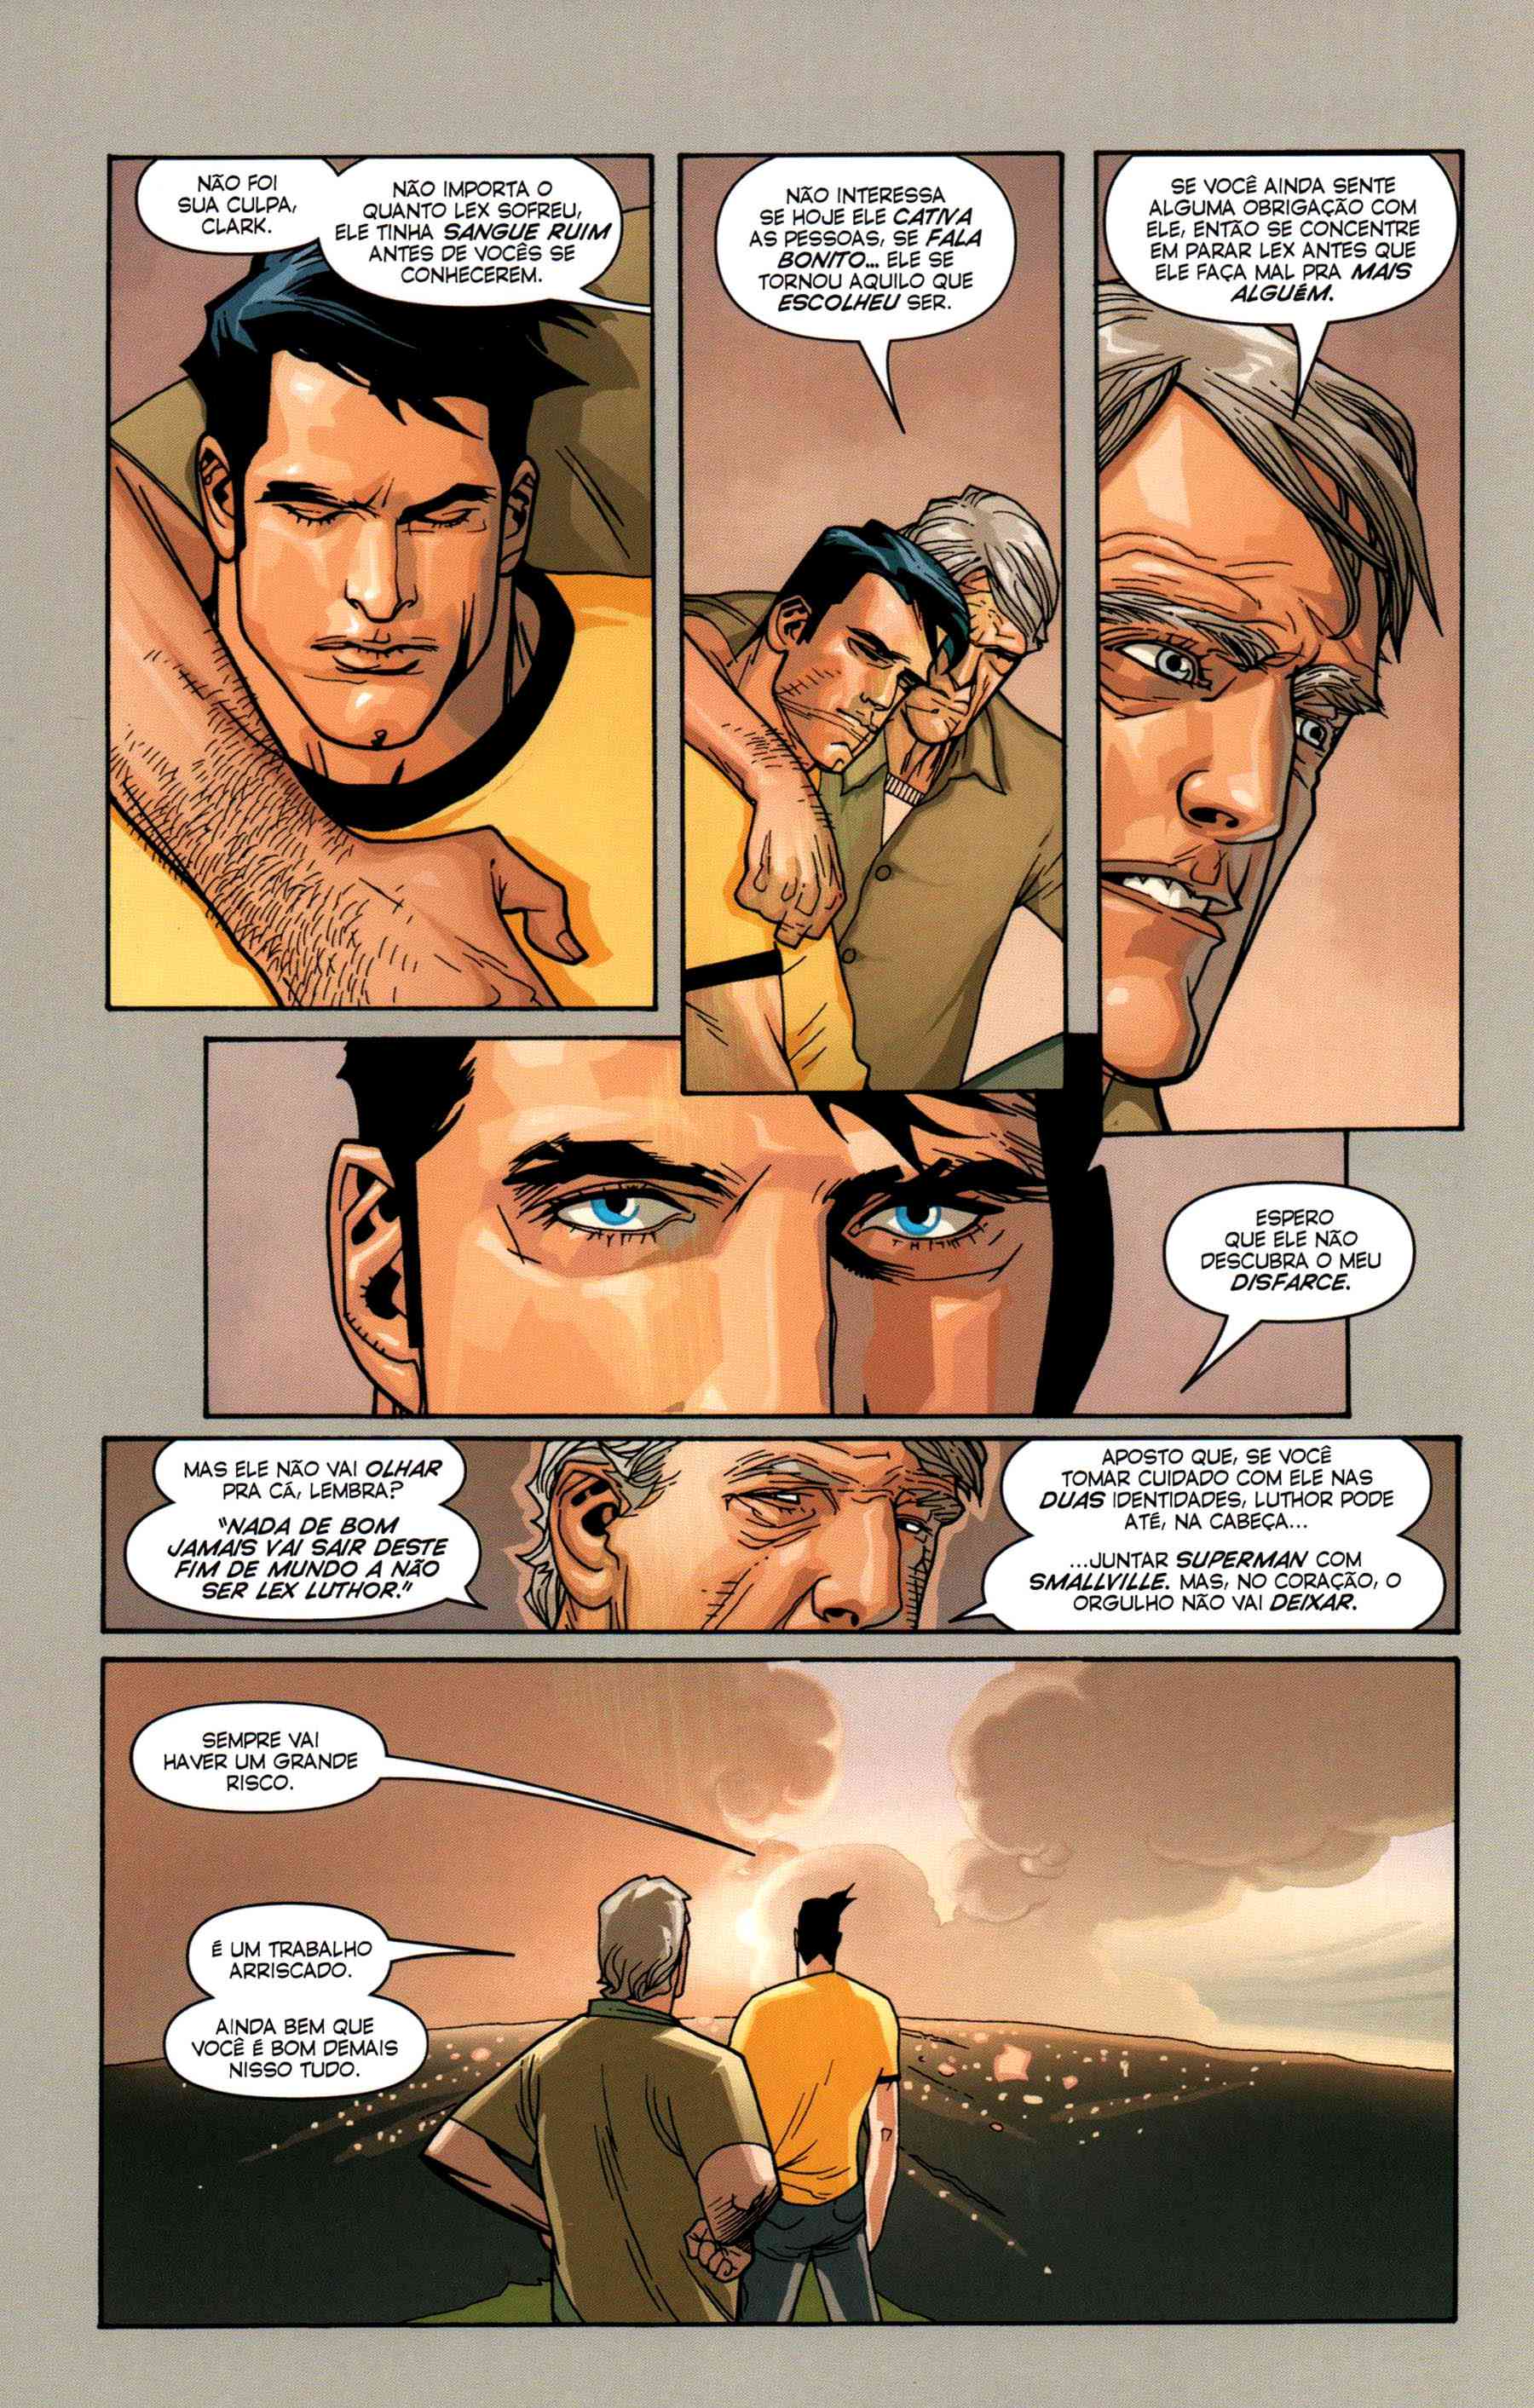 NÃO FOI
SUA CULPA,
CLARK.
NÃO IMPORTA O
QUANTO LEX SOFREU,
ELE TINHA SANGUE RUIM
ANTES DE VOCÊS SE
CONHECEREM.
NÃO INTERESSA
SE HOJE ELE CATIVA
AS PESSOAS, SE FALA
BONITO... ELE SE
TORNOU AQUILO QUE
ESCOLHEU SER.
SE VOCÊ AINDA SENTE
ALGUMA OBRIGAÇÃO COM
ELE, ENTÃO SE CONCENTRE
EM PARAR LEX ANTES QUE
ELE FAÇA MAL PRA MAIS
ALGUÉM.
ESPERO
QUE ELE NÃO
DESCUBRA O MEU
DISFARCE.
MAS ELE NÃO VAI OLHAR
PRA CÁ, LEMBRA?
"NADA DE BOM
JAMAIS VAI SAIR DESTE
FIM DE MUNDO A NÃO
SER LEX LUTHOR."
APOSTO QUE, SE VOCÊ
TOMAR CUIDADO COM ELE NAS
DUAS IDENTIDADES, LUTHOR PODE
ATÉ, NA CABEÇA...
...JUNTAR SUPERMAN COM
SMALLVILLE. MAS, NO CORAÇÃO, O
ORGULHO NÃO VAI DEIXAR.
SEMPRE VAI
HAVER UM GRANDE
RISCO.
É UM TRABALHO
ARRISCADO.
AINDA BEM QUE
VOCÊ É BOM DEMAIS
NISSO TUDO.